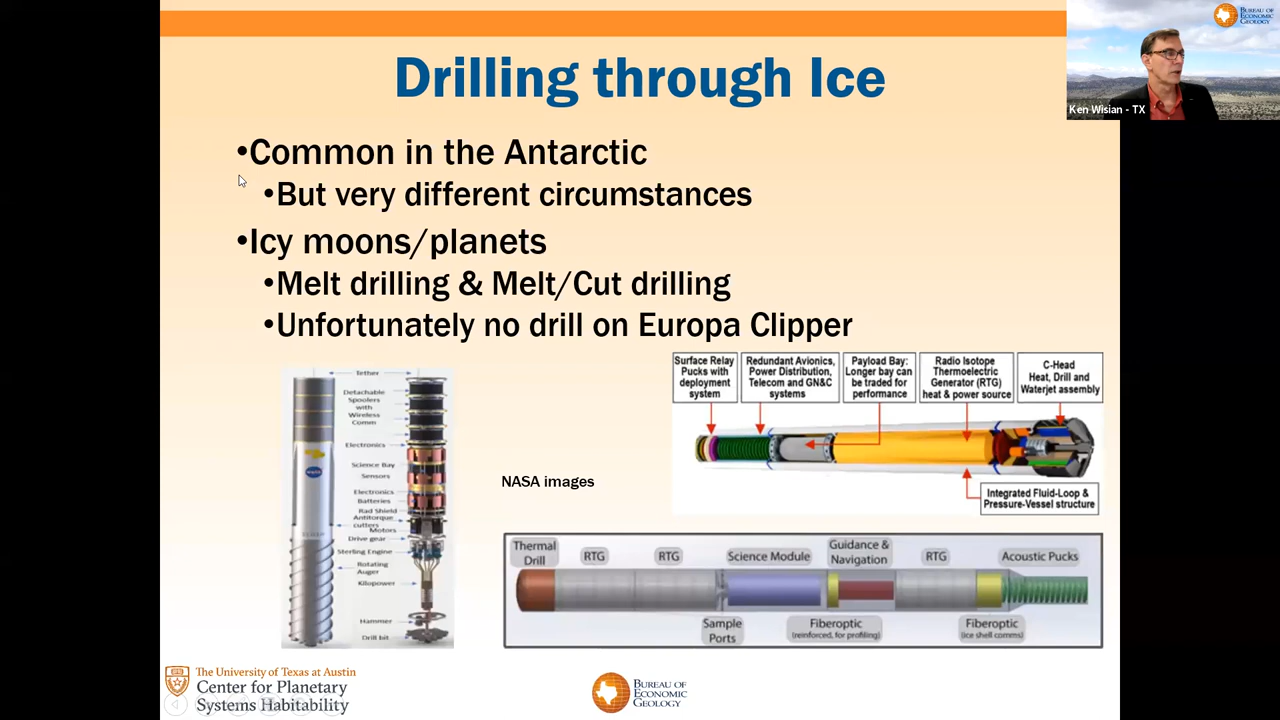 BUREAU OF
ECONOMIC
GEOLOGY
Ken Wisian - TX
Drilling through Ice
•Common in the Antarctic
•But very different circumstances
•Icy moons/planets
•Melt drilling & Melt/Cut drilling
•Unfortunately no drill on Europa Clipper
Tether
Detachable
Spoolers
with
Wireless
Comm
Electronics
Science Bay
Sensors
Electronics
Batteries
Rad Shield
Antitorque
cutters
Motors
Drive gear
Sterling Engine
Rotating
Auger
Kilopower
Hammer
Drill bit
NASA images
Surface Relay
Pucks with
deployment
system
Redundant Avionics,
Power Distribution,
Telecom and GN&C
systems
Payload Bay:
Longer bay can
be traded for
performance
Radio Isotope
Thermoelectric
Generator (RTG)
heat & power source
C-Head
Heat, Drill and
Waterjet assembly
Integrated Fluid-Loop &
Pressure-Vessel structure
Thermal
Drill
RTG
RTG
Science Module
Guidance &
Navigation
RTG
Acoustic Pucks
Sample
Ports
Fiberoptic
(reinforced, for profiling)
Fiberoptic
(ice shell comms)
The University of Texas at Austin
Center for Planetary
Systems Habitability
BUREAU OF
ECONOMIC
GEOLOGY